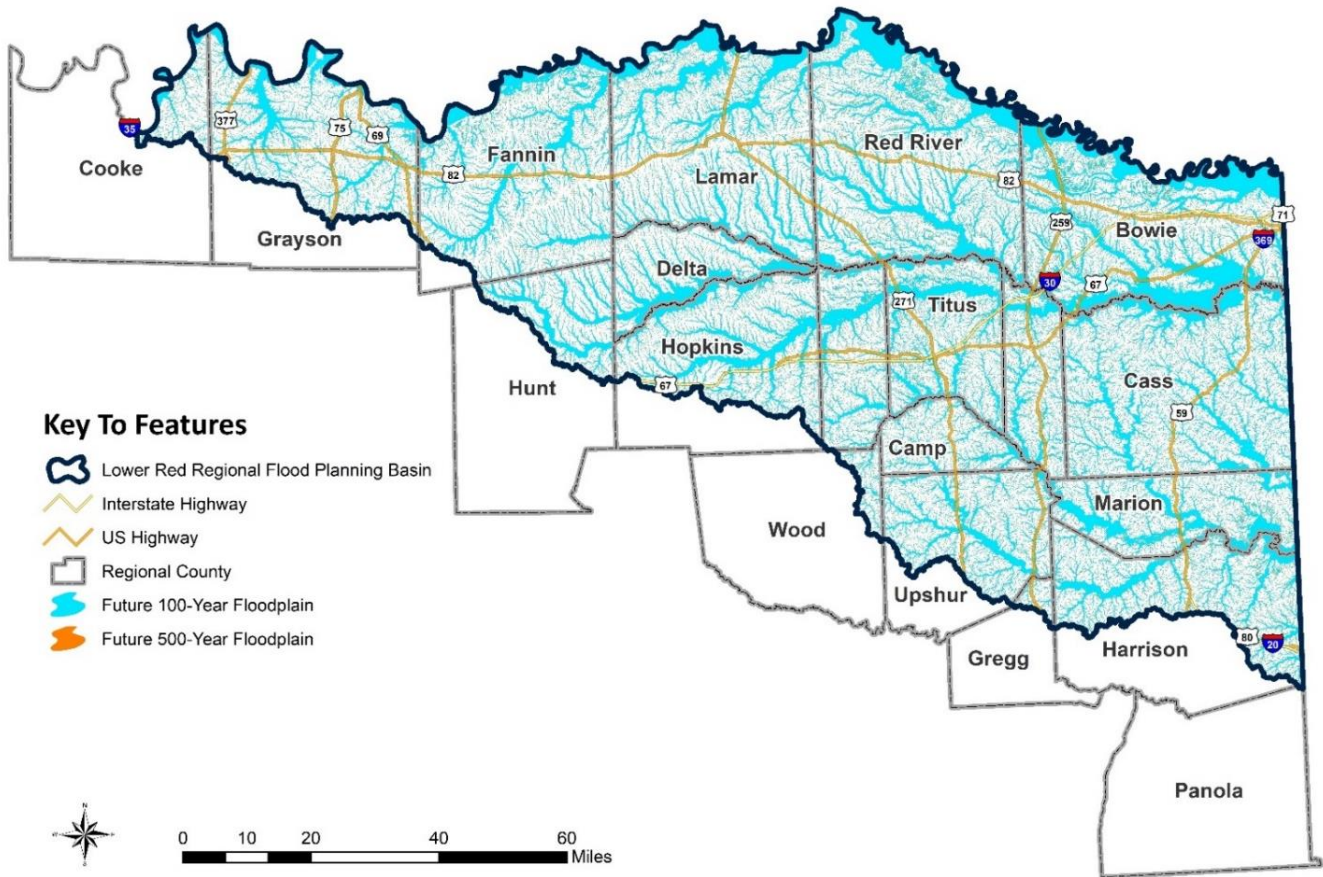 35
377
75
69
Cooke
82
Fannin
Grayson
Lamar
Red River
82
259
71
Bowie
369
Delta
30
67
271
Titus
Hopkins
67
Hunt
Cass
59
Camp
Marion
Wood
Upshur
Gregg
Harrison
80
20
Panola
Key To Features
Lower Red Regional Flood Planning Basin
Interstate Highway
US Highway
Regional County
Future 100-Year Floodplain
Future 500-Year Floodplain
N
0 10 20 40 60
Miles